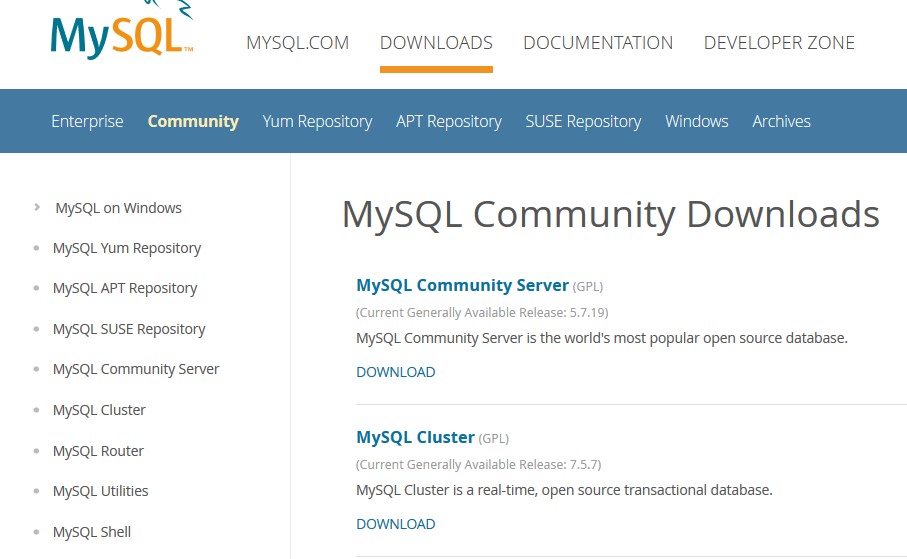 MySQL™
MYSQL.COM DOWNLOADS DOCUMENTATION DEVELOPER ZONE
Enterprise Community Yum Repository APT Repository SUSE Repository Windows Archives
MySQL on Windows
MySQL Yum Repository
MySQL APT Repository
MySQL SUSE Repository
MySQL Community Server
MySQL Cluster
MySQL Router
MySQL Utilities
MySQL Shell
MySQL Community Downloads
MySQL Community Server (GPL)
(Current Generally Available Release: 5.7.19)
MySQL Community Server is the world's most popular open source database.
DOWNLOAD
MySQL Cluster (GPL)
(Current Generally Available Release: 7.5.7)
MySQL Cluster is a real-time, open source transactional database.
DOWNLOAD